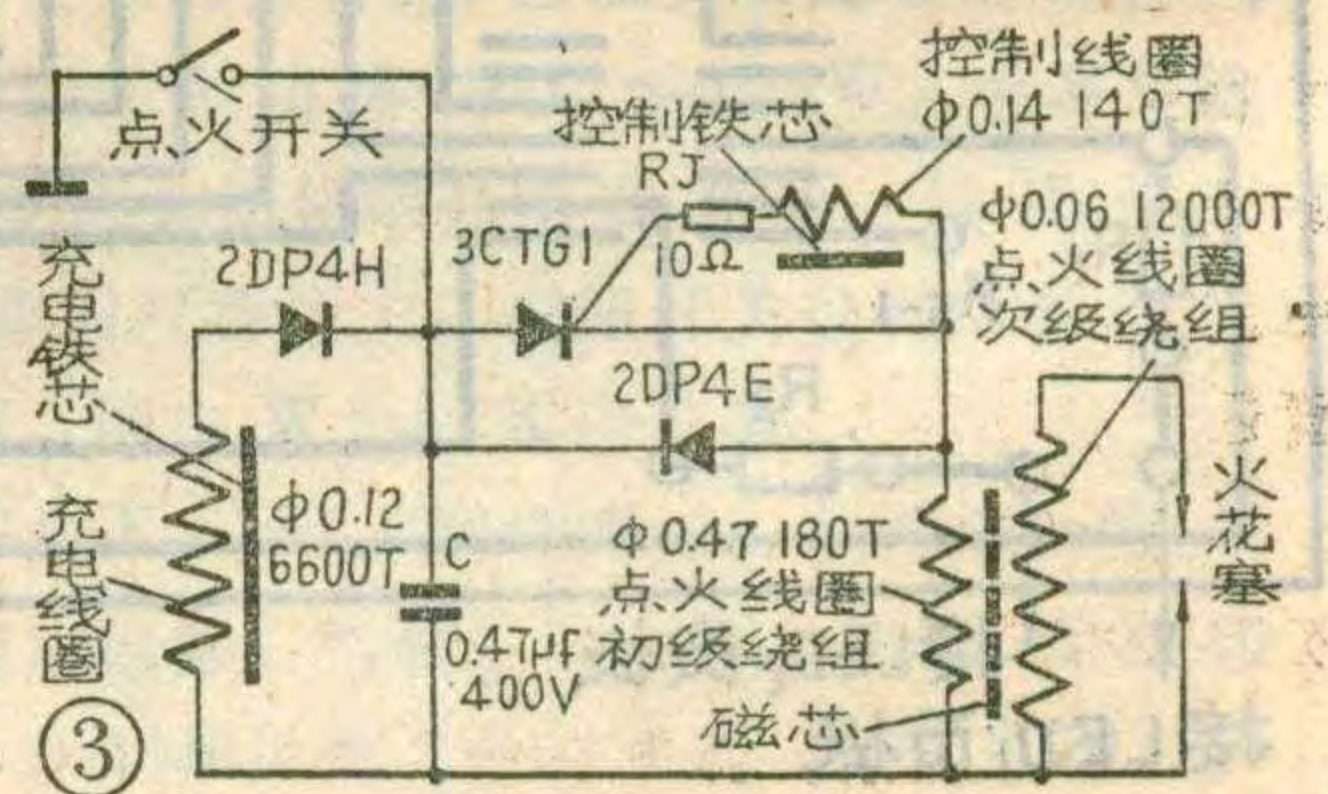 点火开关
控制线圈
φ0.14 140T
控制铁芯
RJ
10Ω
φ0.06 12000T
点火线圈
次级绕组
充电铁芯
2DP4H
3CTG1
2DP4E
充电线圈
φ0.12
6600T
C
0.47μf
400V
φ0.47 180T
点火线圈
初级绕组
磁芯
火花塞
③